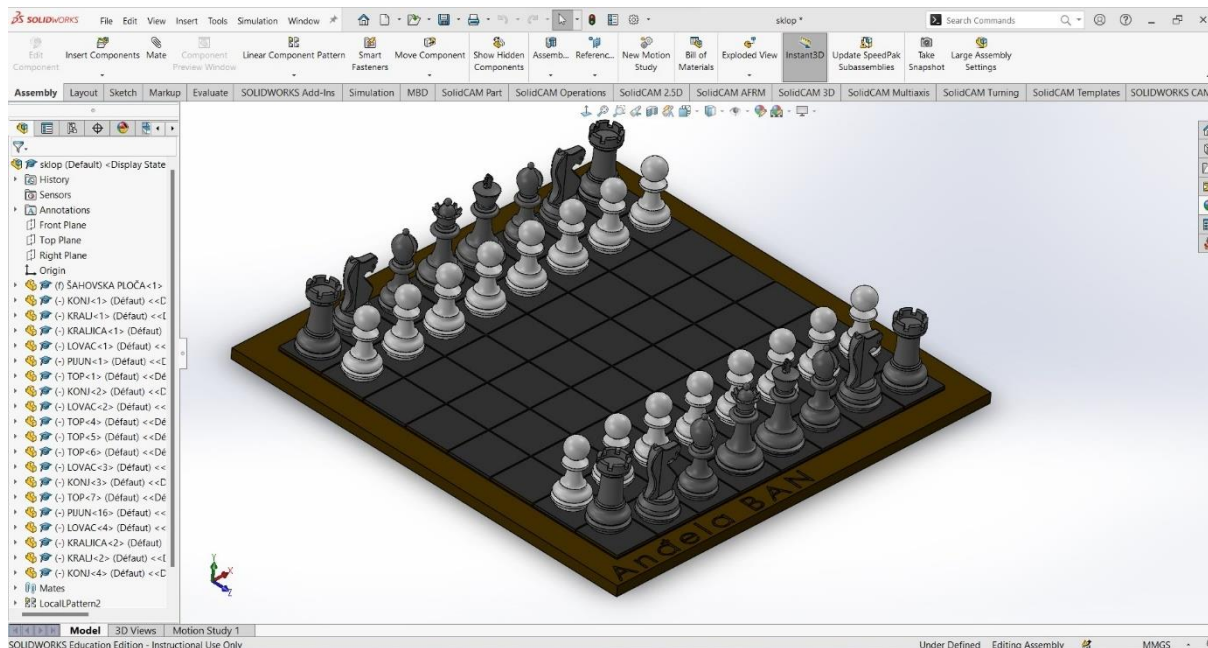 SOLIDWORKS File Edit View Insert Tools Simulation Window sklop * Search Commands
Edit Component Insert Components Mate Component Preview Window Linear Component Pattern Smart Fasteners Move Component Show Hidden Components Assemb... Referenc... New Motion Study Bill of Materials Exploded View Instant3D Update SpeedPak Subassemblies Take Snapshot Large Assembly Settings
Assembly Layout Sketch Markup Evaluate SOLIDWORKS Add-Ins Simulation MBD SolidCAM Part SolidCAM Operations SolidCAM 2.5D SolidCAM AFRM SolidCAM 3D SolidCAM Multiaxis SolidCAM Turning SolidCAM Templates SOLIDWORKS CAM
sklop (Default) <Display State
History
Sensors
Annotations
Front Plane
Top Plane
Right Plane
Origin
(f) ŠAHOVSKA PLOČA<1>
(-) KONJ<1> (Défaut) <<D
(-) KRALJ<1> (Défaut) <<D
(-) KRALJICA<1> (Défaut)
(-) LOVAC<1> (Défaut) <<
(-) PIJUN<1> (Défaut) <<D
(-) TOP<1> (Défaut) <<Dé
(-) KONJ<2> (Défaut) <<D
(-) LOVAC<2> (Défaut) <<
(-) TOP<4> (Défaut) <<Dé
(-) TOP<5> (Défaut) <<Dé
(-) TOP<6> (Défaut) <<Dé
(-) LOVAC<3> (Défaut) <<
(-) KONJ<3> (Défaut) <<D
(-) TOP<7> (Défaut) <<Dé
(-) PIJUN<16> (Défaut) <<
(-) LOVAC<4> (Défaut) <<
(-) KRALJICA<2> (Défaut)
(-) KRALJ<2> (Défaut) <<D
(-) KONJ<4> (Défaut) <<D
Mates
LocalLPattern2
Anđela BAN
Y X Z
Model 3D Views Motion Study 1
SOLIDWORKS Education Edition - Instructional Use Only Under Defined Editing Assembly MMGS